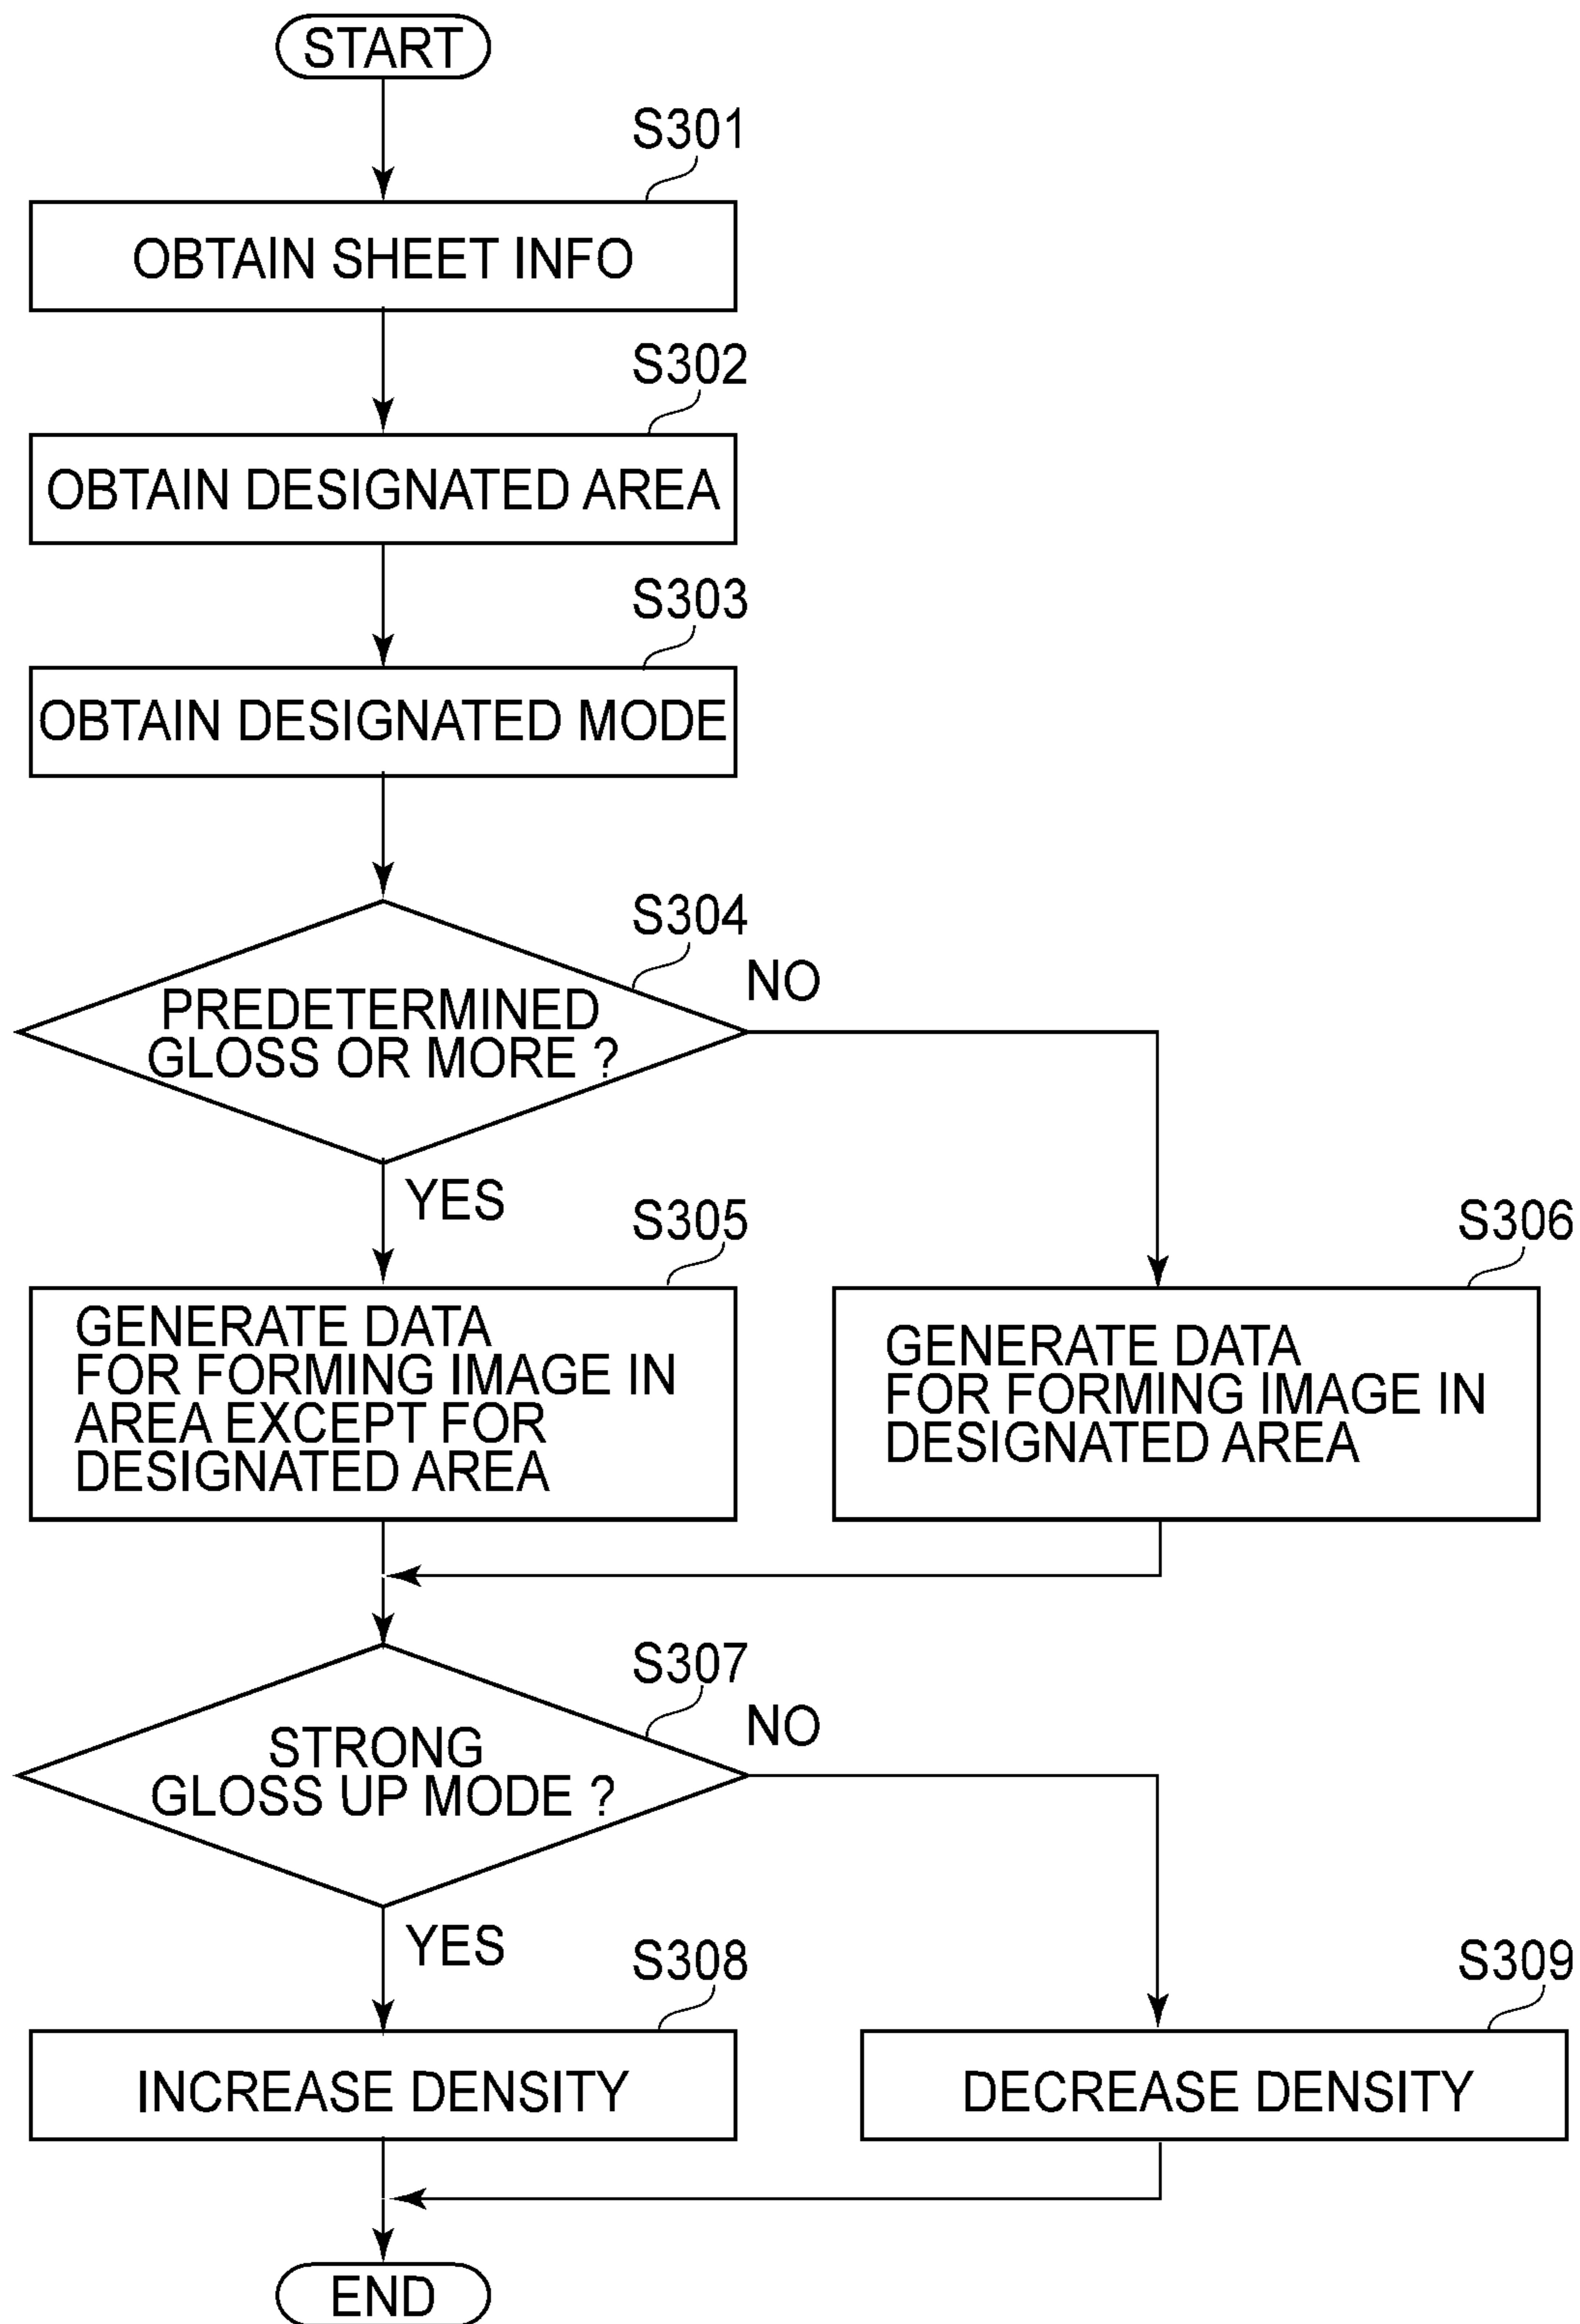 START
S301
OBTAIN SHEET INFO
S302
OBTAIN DESIGNATED AREA
S303
OBTAIN DESIGNATED MODE
S304
NO
PREDETERMINED
GLOSS OR MORE ?
YES
S305
GENERATE DATA
FOR FORMING IMAGE IN
AREA EXCEPT FOR
DESIGNATED AREA
S306
GENERATE DATA
FOR FORMING IMAGE IN
DESIGNATED AREA
S307
NO
STRONG
GLOSS UP MODE ?
YES
S308
INCREASE DENSITY
S309
DECREASE DENSITY
END